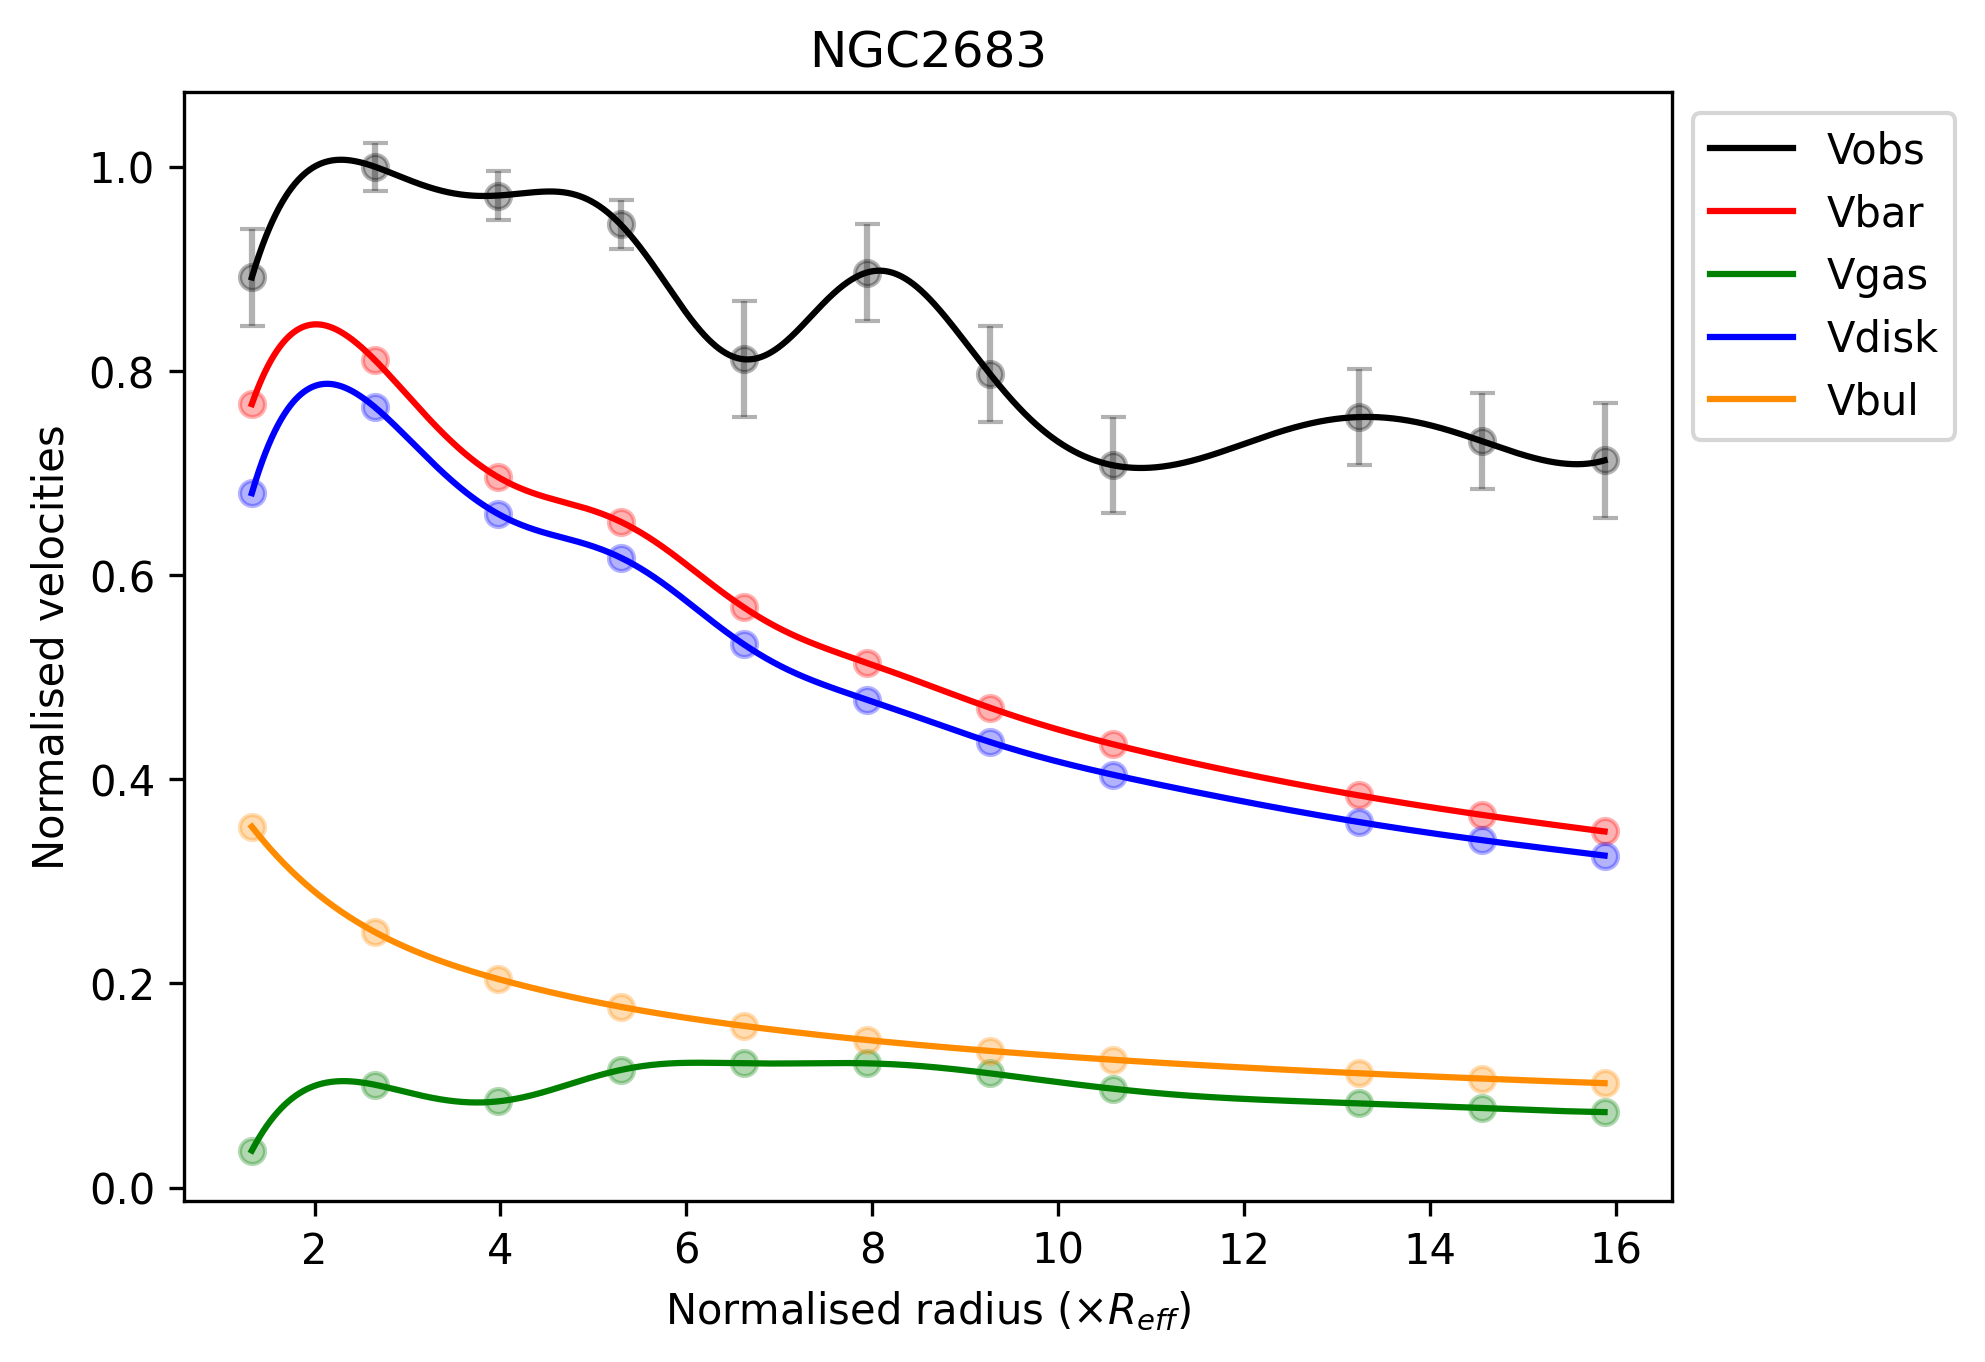 NGC2683
Normalised velocities
1.0
0.8
0.6
0.4
0.2
0.0
2 4 6 8 10 12 14 16
Normalised radius (×R_eff)
Vobs
Vbar
Vgas
Vdisk
Vbul